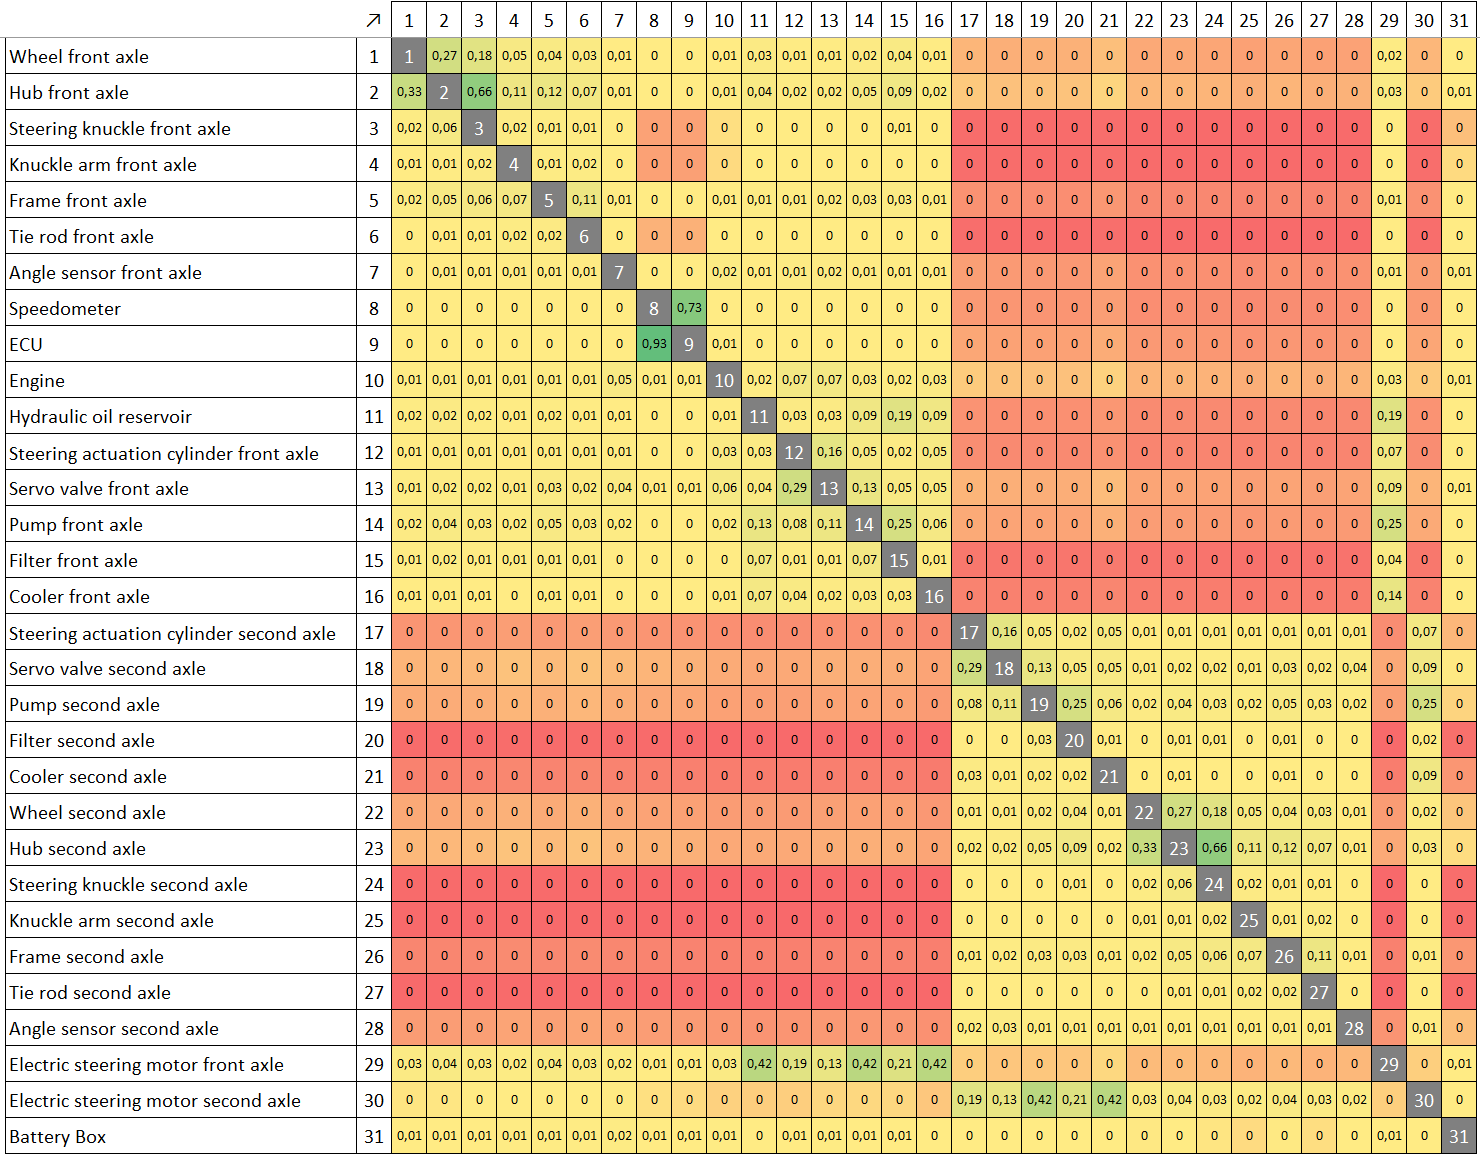 ↗ 1 2 3 4 5 6 7 8 9 10 11 12 13 14 15 16 17 18 19 20 21 22 23 24 25 26 27 28 29 30 31
Wheel front axle 1 1 0,27 0,18 0,05 0,04 0,03 0,01 0 0 0,01 0,03 0,01 0,01 0,02 0,04 0,01 0 0 0 0 0 0 0 0 0 0 0 0 0,02 0 0
Hub front axle 2 0,33 2 0,66 0,11 0,12 0,07 0,01 0 0 0,01 0,04 0,02 0,02 0,05 0,09 0,02 0 0 0 0 0 0 0 0 0 0 0 0 0,03 0 0,01
Steering knuckle front axle 3 0,02 0,06 3 0,02 0,01 0,01 0 0 0 0 0 0 0 0 0,01 0 0 0 0 0 0 0 0 0 0 0 0 0 0 0 0
Knuckle arm front axle 4 0,01 0,01 0,02 4 0,01 0,02 0 0 0 0 0 0 0 0 0 0 0 0 0 0 0 0 0 0 0 0 0 0 0 0 0
Frame front axle 5 0,02 0,05 0,06 0,07 5 0,11 0,01 0 0 0,01 0,01 0,01 0,02 0,03 0,03 0,01 0 0 0 0 0 0 0 0 0 0 0 0 0,01 0 0
Tie rod front axle 6 0 0,01 0,01 0,02 0,02 6 0 0 0 0 0 0 0 0 0 0 0 0 0 0 0 0 0 0 0 0 0 0 0 0 0
Angle sensor front axle 7 0 0,01 0,01 0,01 0,01 0,01 7 0 0 0,02 0,01 0,01 0,02 0,01 0,01 0,01 0 0 0 0 0 0 0 0 0 0 0 0 0,01 0 0,01
Speedometer 8 0 0 0 0 0 0 0 8 0,73 0 0 0 0 0 0 0 0 0 0 0 0 0 0 0 0 0 0 0 0 0 0
ECU 9 0 0 0 0 0 0 0 0,93 9 0,01 0 0 0 0 0 0 0 0 0 0 0 0 0 0 0 0 0 0 0 0 0
Engine 10 0,01 0,01 0,01 0,01 0,01 0,01 0,05 0,01 0,01 10 0,02 0,07 0,07 0,03 0,02 0,03 0 0 0 0 0 0 0 0 0 0 0 0 0,03 0 0,01
Hydraulic oil reservoir 11 0,02 0,02 0,02 0,01 0,02 0,01 0,01 0 0 0,01 11 0,03 0,03 0,09 0,19 0,09 0 0 0 0 0 0 0 0 0 0 0 0 0,19 0 0
Steering actuation cylinder front axle 12 0,01 0,01 0,01 0,01 0,01 0,01 0,01 0 0 0,03 0,03 12 0,16 0,05 0,02 0,05 0 0 0 0 0 0 0 0 0 0 0 0 0,07 0 0
Servo valve front axle 13 0,01 0,02 0,02 0,01 0,03 0,02 0,04 0,01 0,01 0,06 0,04 0,29 13 0,13 0,05 0,05 0 0 0 0 0 0 0 0 0 0 0 0 0,09 0 0,01
Pump front axle 14 0,02 0,04 0,03 0,02 0,05 0,03 0,02 0 0 0,02 0,13 0,08 0,11 14 0,25 0,06 0 0 0 0 0 0 0 0 0 0 0 0 0,25 0 0
Filter front axle 15 0,01 0,02 0,01 0,01 0,01 0,01 0 0 0 0 0,07 0,01 0,01 0,07 15 0,01 0 0 0 0 0 0 0 0 0 0 0 0 0,04 0 0
Cooler front axle 16 0,01 0,01 0,01 0 0,01 0,01 0 0 0 0,01 0,07 0,04 0,02 0,03 0,03 16 0 0 0 0 0 0 0 0 0 0 0 0 0,14 0 0
Steering actuation cylinder second axle 17 0 0 0 0 0 0 0 0 0 0 0 0 0 0 0 0 17 0,16 0,05 0,02 0,05 0,01 0,01 0,01 0,01 0,01 0,01 0,01 0 0,07 0
Servo valve second axle 18 0 0 0 0 0 0 0 0 0 0 0 0 0 0 0 0 0,29 18 0,13 0,05 0,05 0,01 0,02 0,02 0,01 0,03 0,02 0,04 0 0,09 0
Pump second axle 19 0 0 0 0 0 0 0 0 0 0 0 0 0 0 0 0 0,08 0,11 19 0,25 0,06 0,02 0,04 0,03 0,02 0,05 0,03 0,02 0 0,25 0
Filter second axle 20 0 0 0 0 0 0 0 0 0 0 0 0 0 0 0 0 0 0 0,03 20 0,01 0 0,01 0,01 0 0,01 0 0 0 0,02 0
Cooler second axle 21 0 0 0 0 0 0 0 0 0 0 0 0 0 0 0 0 0,03 0,01 0,02 0,02 21 0 0,01 0 0 0,01 0 0 0 0,09 0
Wheel second axle 22 0 0 0 0 0 0 0 0 0 0 0 0 0 0 0 0 0,01 0,01 0,02 0,04 0,01 22 0,27 0,18 0,05 0,04 0,03 0,01 0 0,02 0
Hub second axle 23 0 0 0 0 0 0 0 0 0 0 0 0 0 0 0 0 0,02 0,02 0,05 0,09 0,02 0,33 23 0,66 0,11 0,12 0,07 0,01 0 0,03 0
Steering knuckle second axle 24 0 0 0 0 0 0 0 0 0 0 0 0 0 0 0 0 0 0 0 0,01 0 0,02 0,06 24 0,02 0,01 0,01 0 0 0 0
Knuckle arm second axle 25 0 0 0 0 0 0 0 0 0 0 0 0 0 0 0 0 0 0 0 0 0 0,01 0,01 0,02 25 0,01 0,02 0 0 0 0
Frame second axle 26 0 0 0 0 0 0 0 0 0 0 0 0 0 0 0 0 0,01 0,02 0,03 0,03 0,01 0,02 0,05 0,06 0,07 26 0,11 0,01 0 0,01 0
Tie rod second axle 27 0 0 0 0 0 0 0 0 0 0 0 0 0 0 0 0 0 0 0 0 0 0 0,01 0,01 0,02 0,02 27 0 0 0 0
Angle sensor second axle 28 0 0 0 0 0 0 0 0 0 0 0 0 0 0 0 0 0,02 0,03 0,01 0,01 0,01 0,01 0,01 0,01 0,01 0,01 0,01 28 0 0,01 0
Electric steering motor front axle 29 0,03 0,04 0,03 0,02 0,04 0,03 0,02 0,01 0,01 0,03 0,42 0,19 0,13 0,42 0,21 0,42 0 0 0 0 0 0 0 0 0 0 0 0 29 0 0,01
Electric steering motor second axle 30 0 0 0 0 0 0 0 0 0 0 0 0 0 0 0 0 0,19 0,13 0,42 0,21 0,42 0,03 0,04 0,03 0,02 0,04 0,03 0,02 0 30 0
Battery Box 31 0,01 0,01 0,01 0,01 0,01 0,01 0,02 0,01 0,01 0,01 0 0,01 0,01 0,01 0,01 0 0 0 0 0 0 0 0 0 0 0 0 0 0,01 0 31